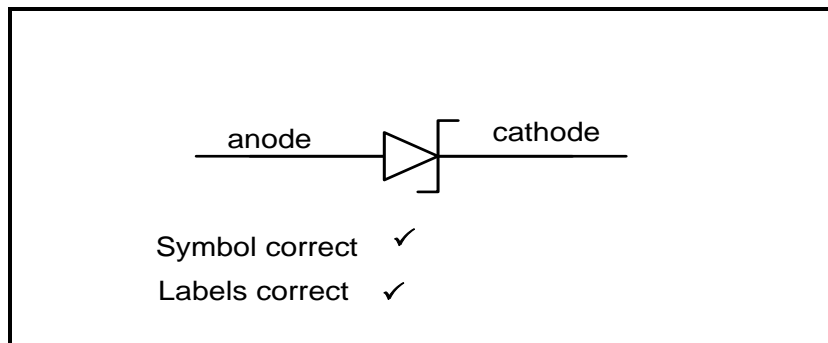 anode cathode
Symbol correct ✓
Labels correct ✓